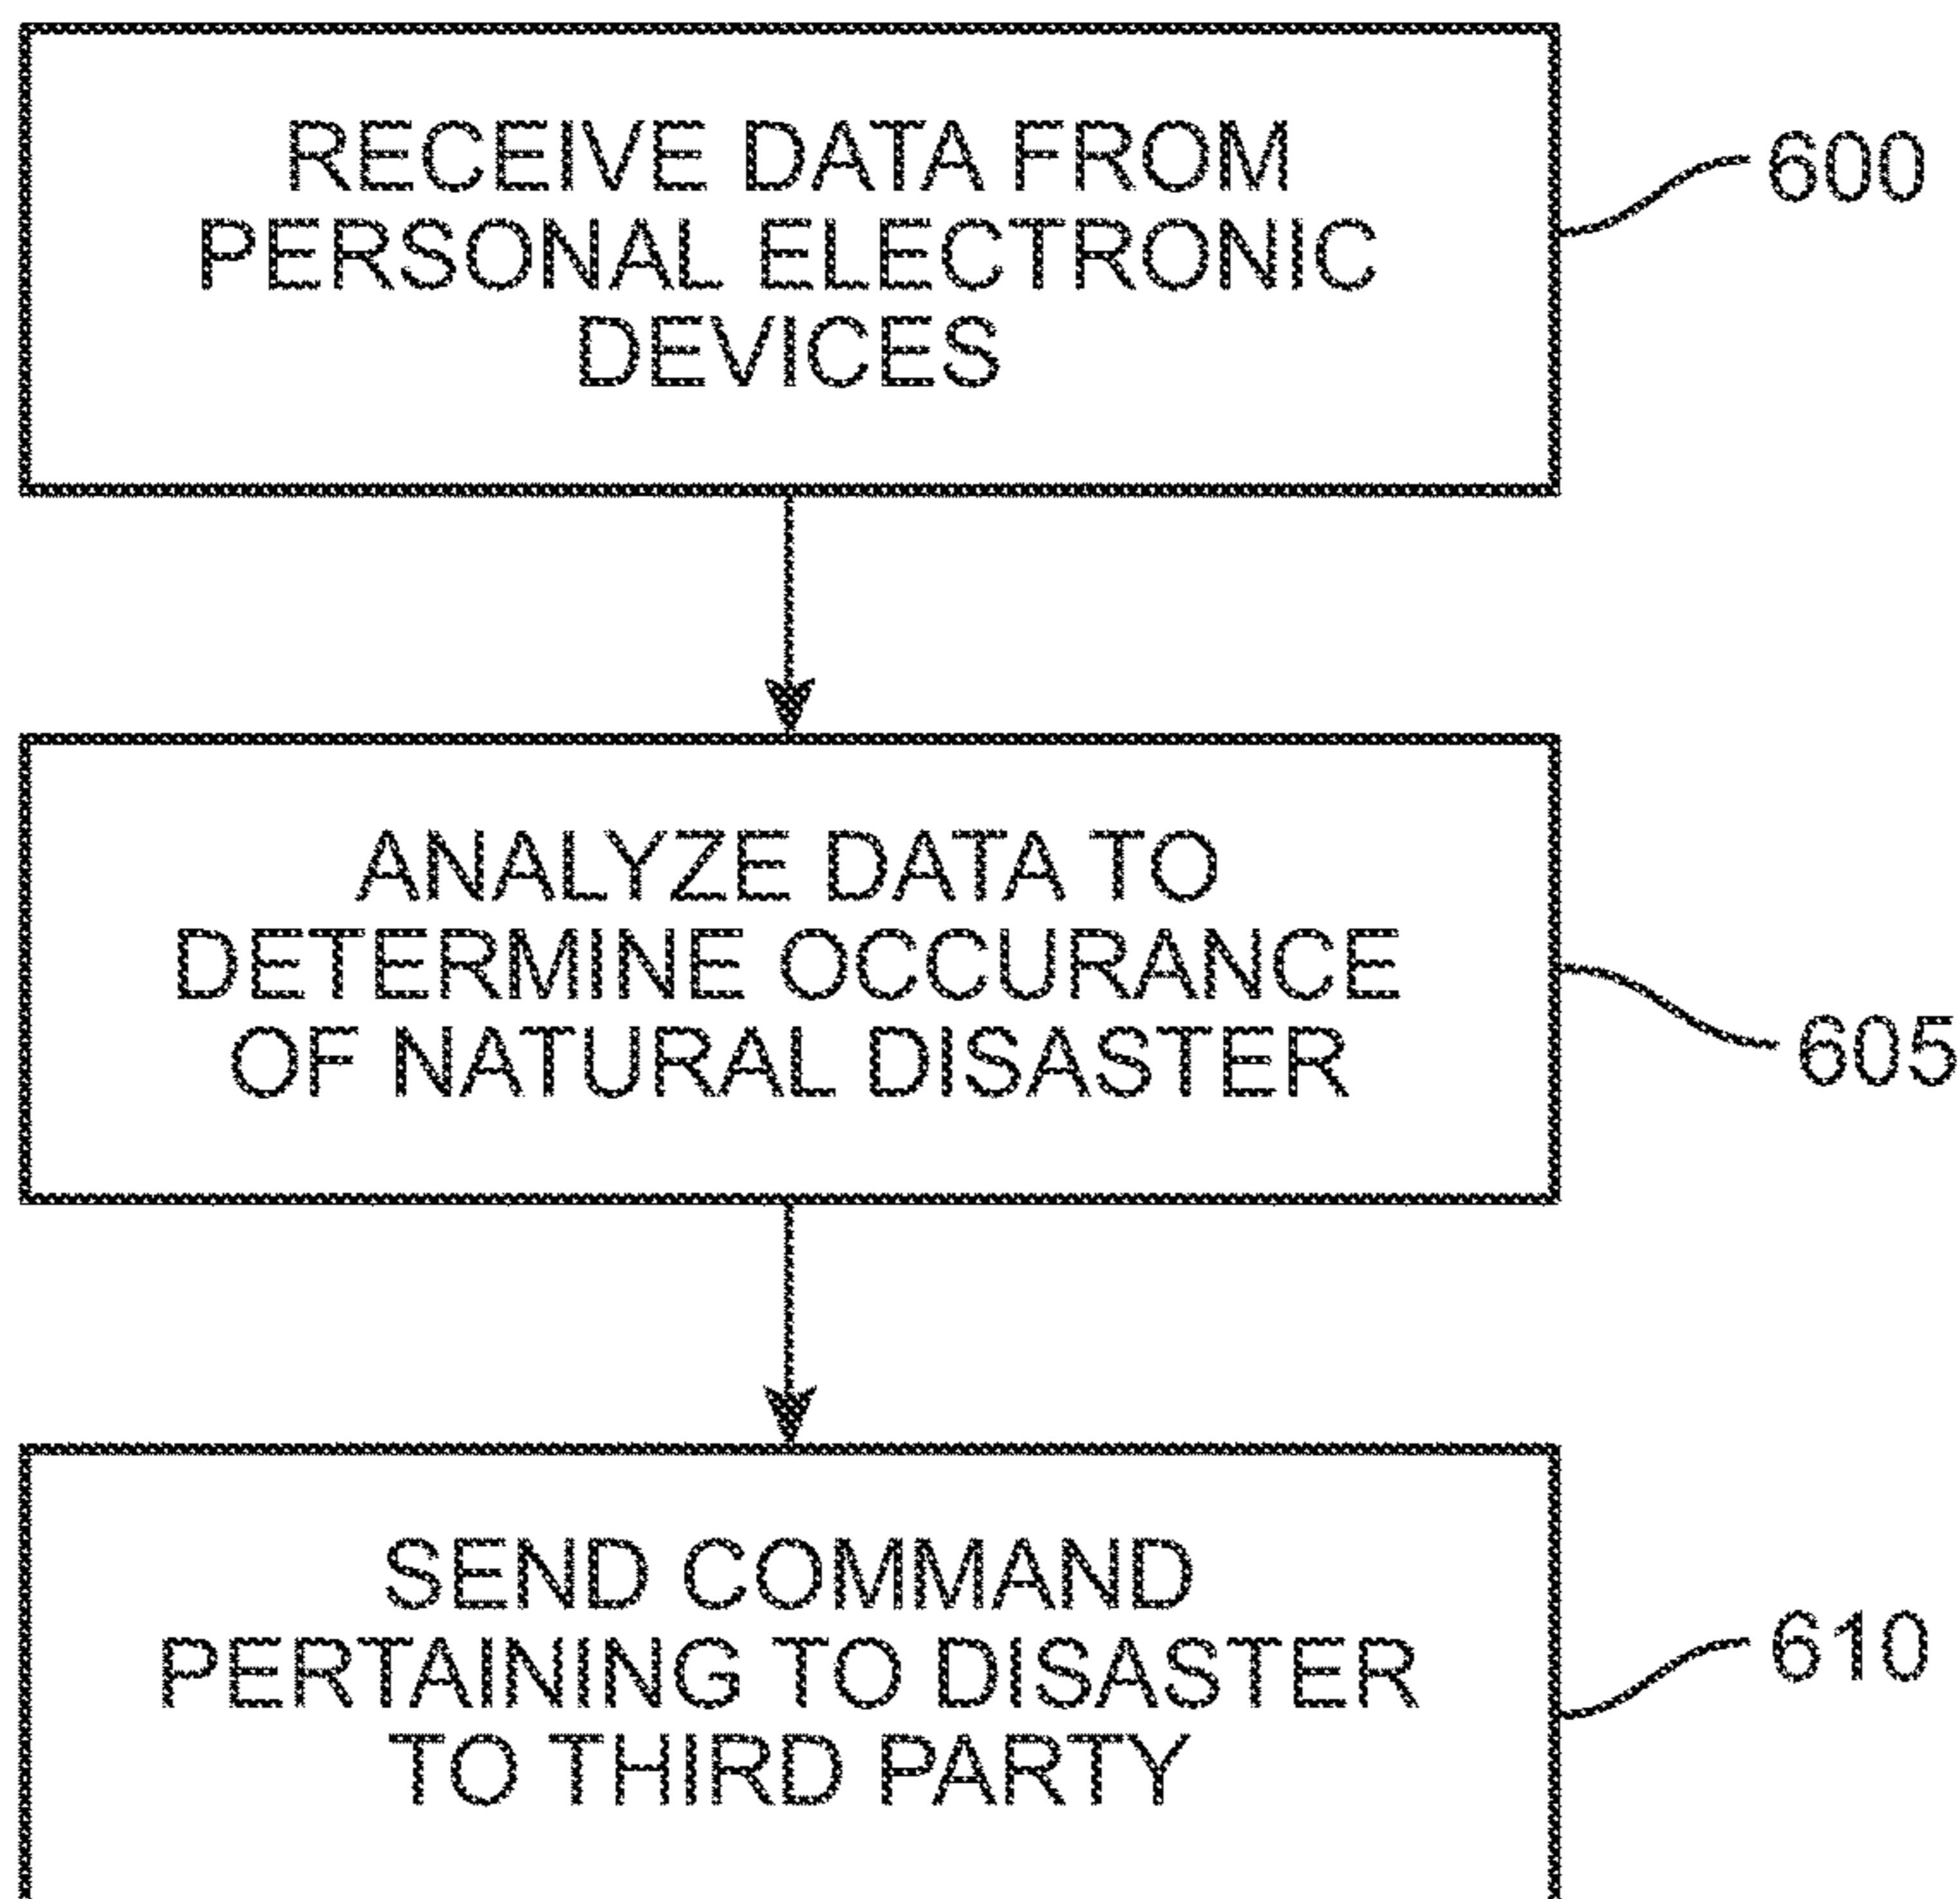 RECEIVE DATA FROM
PERSONAL ELECTRONIC
DEVICES
600
ANALYZE DATA TO
DETERMINE OCCURANCE
OF NATURAL DISASTER
605
SEND COMMAND
PERTAINING TO DISASTER
TO THIRD PARTY
610